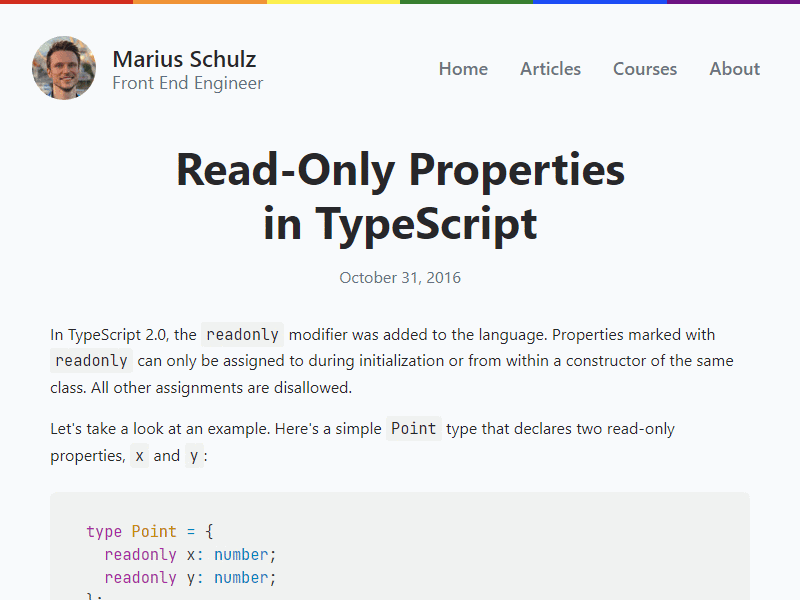 Marius Schulz
Front End Engineer
Home Articles Courses About
Read-Only Properties
in TypeScript
October 31, 2016
In TypeScript 2.0, the readonly modifier was added to the language. Properties marked with
readonly can only be assigned to during initialization or from within a constructor of the same
class. All other assignments are disallowed.
Let's take a look at an example. Here's a simple Point type that declares two read-only
properties, x and y:
type Point = {
  readonly x: number;
  readonly y: number;
};